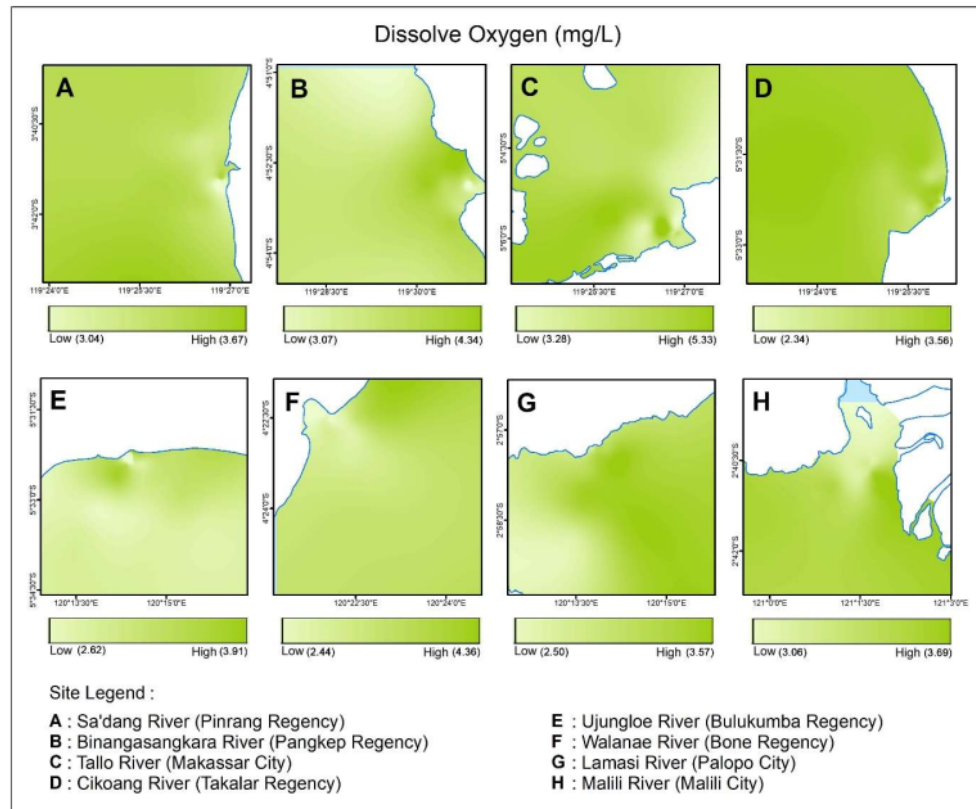 Dissolve Oxygen (mg/L)
A
B
C
D
3°40'30"S
3°42'0"S
4°51'0"S
4°52'30"S
4°54'0"S
5°4'30"S
5°6'0"S
5°31'30"S
5°33'0"S
119°24'0"E 119°25'30"E 119°27'0"E
119°28'30"E 119°30'0"E
119°25'30"E 119°27'0"E
119°24'0"E
Low (3.04) High (3.67)
Low (3.07) High (4.34)
Low (3.28) High (5.33)
Low (2.34) High (3.56)
E
F
G
H
5°31'30"S
5°34'0"S
4°22'30"S
4°24'0"S
2°57'0"S
2°58'30"S
2°40'30"S
2°42'0"S
120°13'30"E 120°15'0"E
120°22'30"E 120°24'0"E
120°13'30"E 120°15'0"E
121°0'0"E 121°1'30"E 121°3'0"E
Low (2.62) High (3.91)
Low (2.44) High (4.36)
Low (2.50) High (3.57)
Low (3.06) High (3.69)
Site Legend :
A : Sa'dang River (Pinrang Regency)
B : Binangasangkara River (Pangkep Regency)
C : Tallo River (Makassar City)
D : Cikoang River (Takalar Regency)
E : Ujungloe River (Bulukumba Regency)
F : Walanae River (Bone Regency)
G : Lamasi River (Palopo City)
H : Malili River (Malili City)